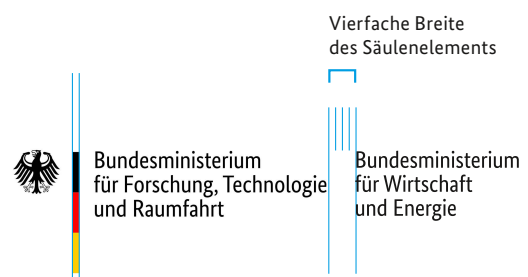 Vierfache Breite
des Säulenelements
Bundesministerium
für Forschung, Technologie
und Raumfahrt
Bundesministerium
für Wirtschaft
und Energie